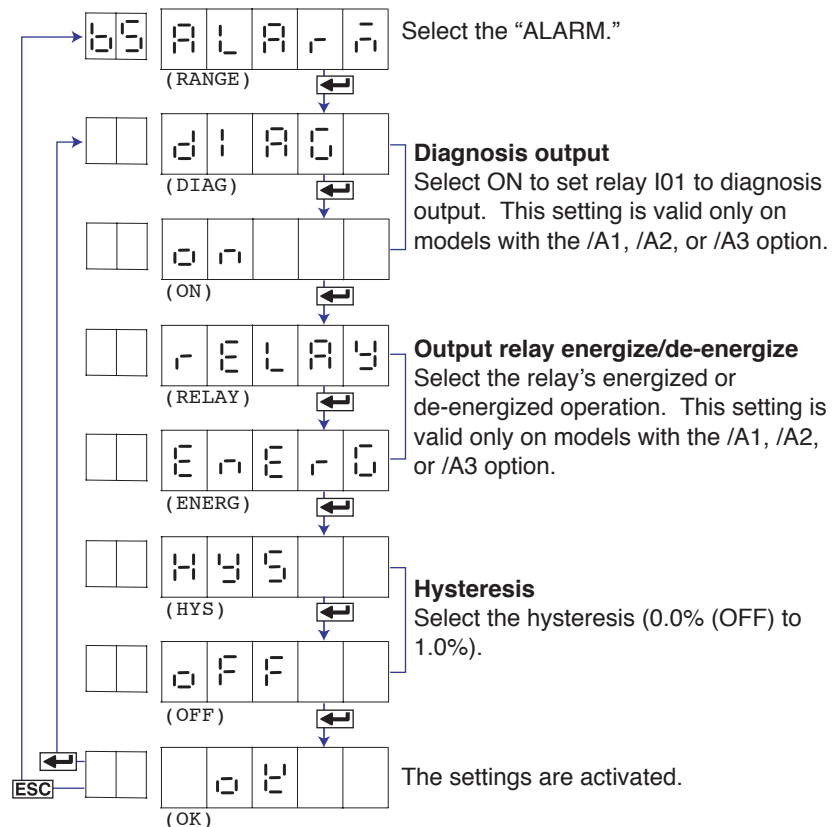 b5 ALArm Select the “ALARM.”
(RANGE)
dIAG
(DIAG)
Diagnosis output
Select ON to set relay I01 to diagnosis
output. This setting is valid only on
models with the /A1, /A2, or /A3 option.
on
(ON)
rELAY
(RELAY)
Output relay energize/de-energize
Select the relay’s energized or
de-energized operation. This setting is
valid only on models with the /A1, /A2,
or /A3 option.
EnErG
(ENERG)
HYS
(HYS)
Hysteresis
Select the hysteresis (0.0% (OFF) to
1.0%).
oFF
(OFF)
ESC
oK The settings are activated.
(OK)